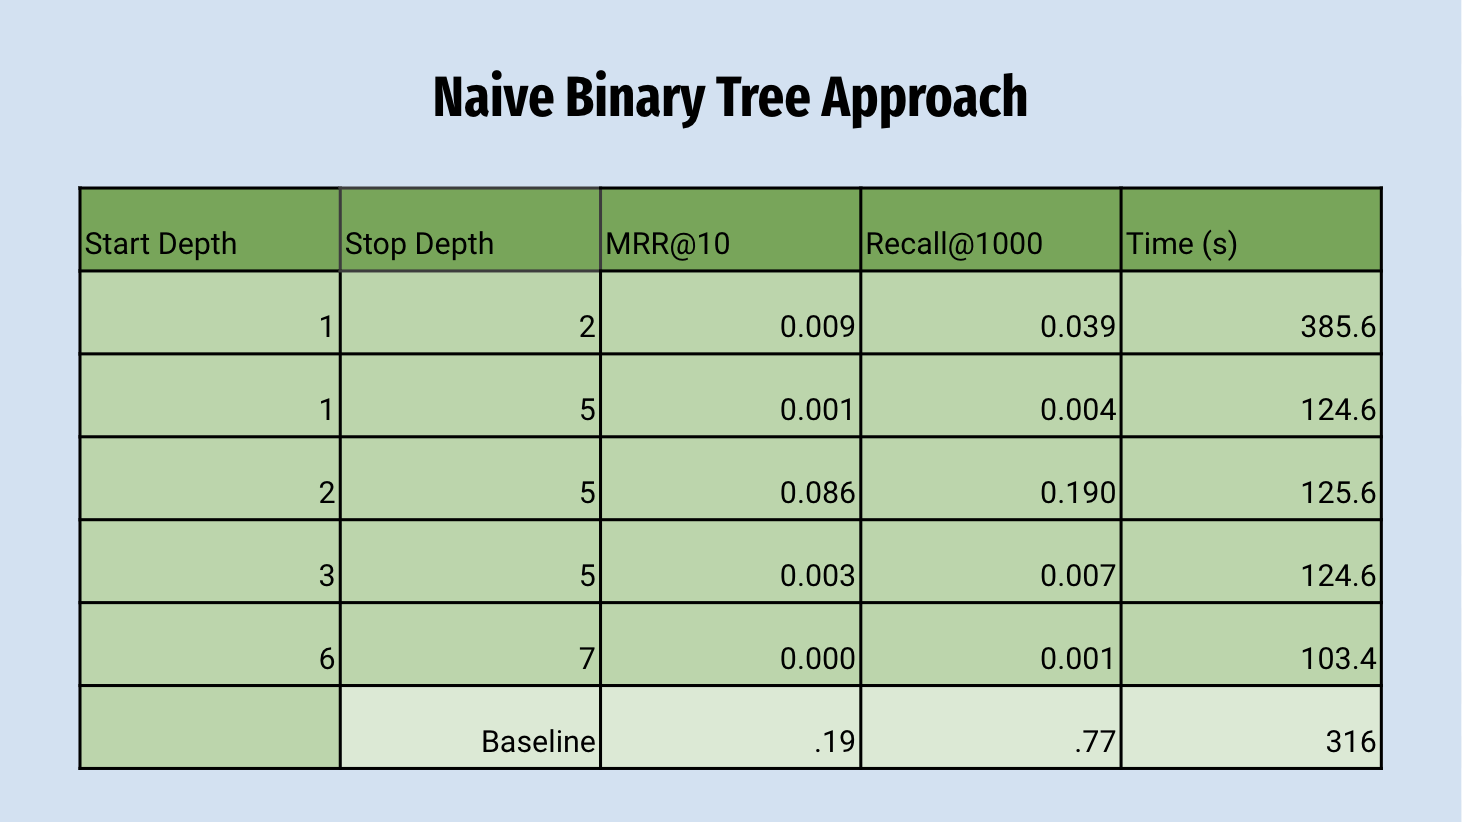 Naive Binary Tree Approach
Start Depth Stop Depth MRR@10 Recall@1000 Time (s)
1 2 0.009 0.039 385.6
1 5 0.001 0.004 124.6
2 5 0.086 0.190 125.6
3 5 0.003 0.007 124.6
6 7 0.000 0.001 103.4
Baseline .19 .77 316